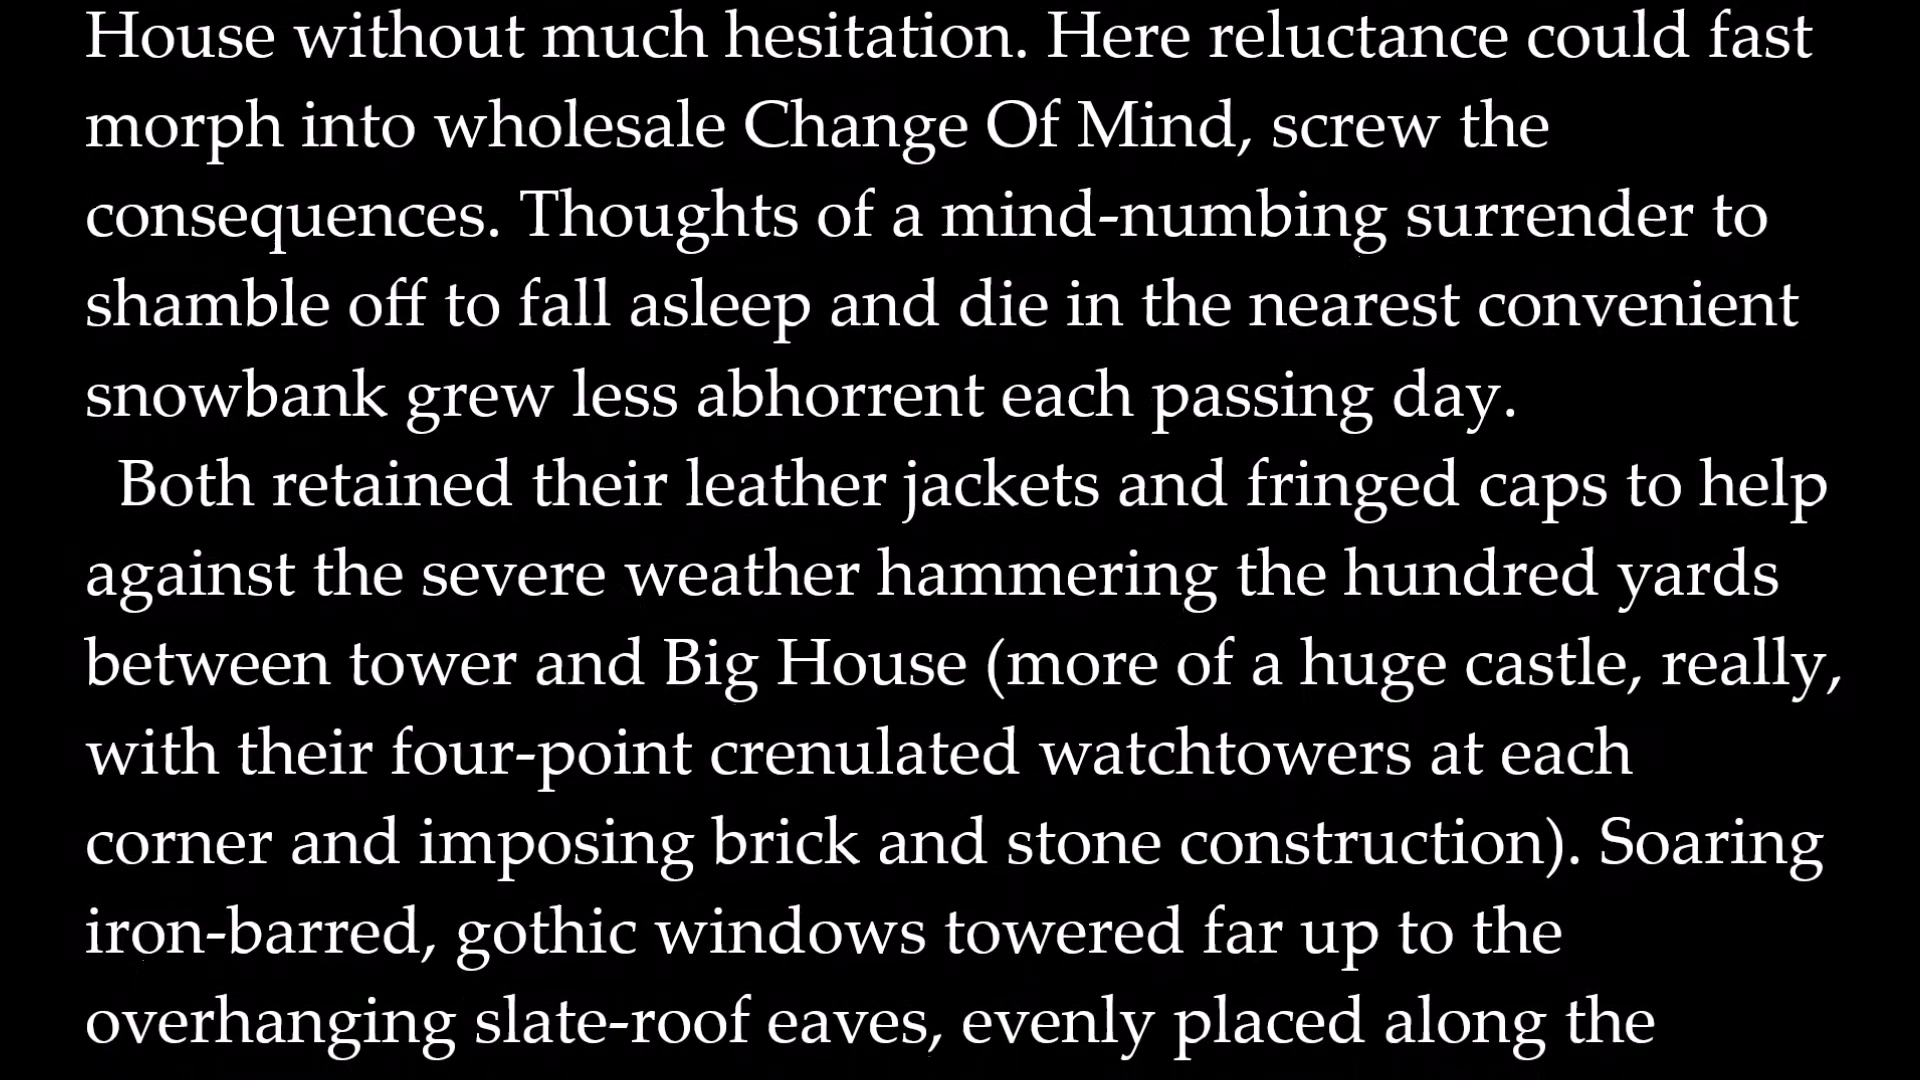 House without much hesitation. Here reluctance could fast
morph into wholesale Change Of Mind, screw the
consequences. Thoughts of a mind-numbing surrender to
shamble off to fall asleep and die in the nearest convenient
snowbank grew less abhorrent each passing day.
Both retained their leather jackets and fringed caps to help
against the severe weather hammering the hundred yards
between tower and Big House (more of a huge castle, really,
with their four-point crenulated watchtowers at each
corner and imposing brick and stone construction). Soaring
iron-barred, gothic windows towered far up to the
overhanging slate-roof eaves, evenly placed along the